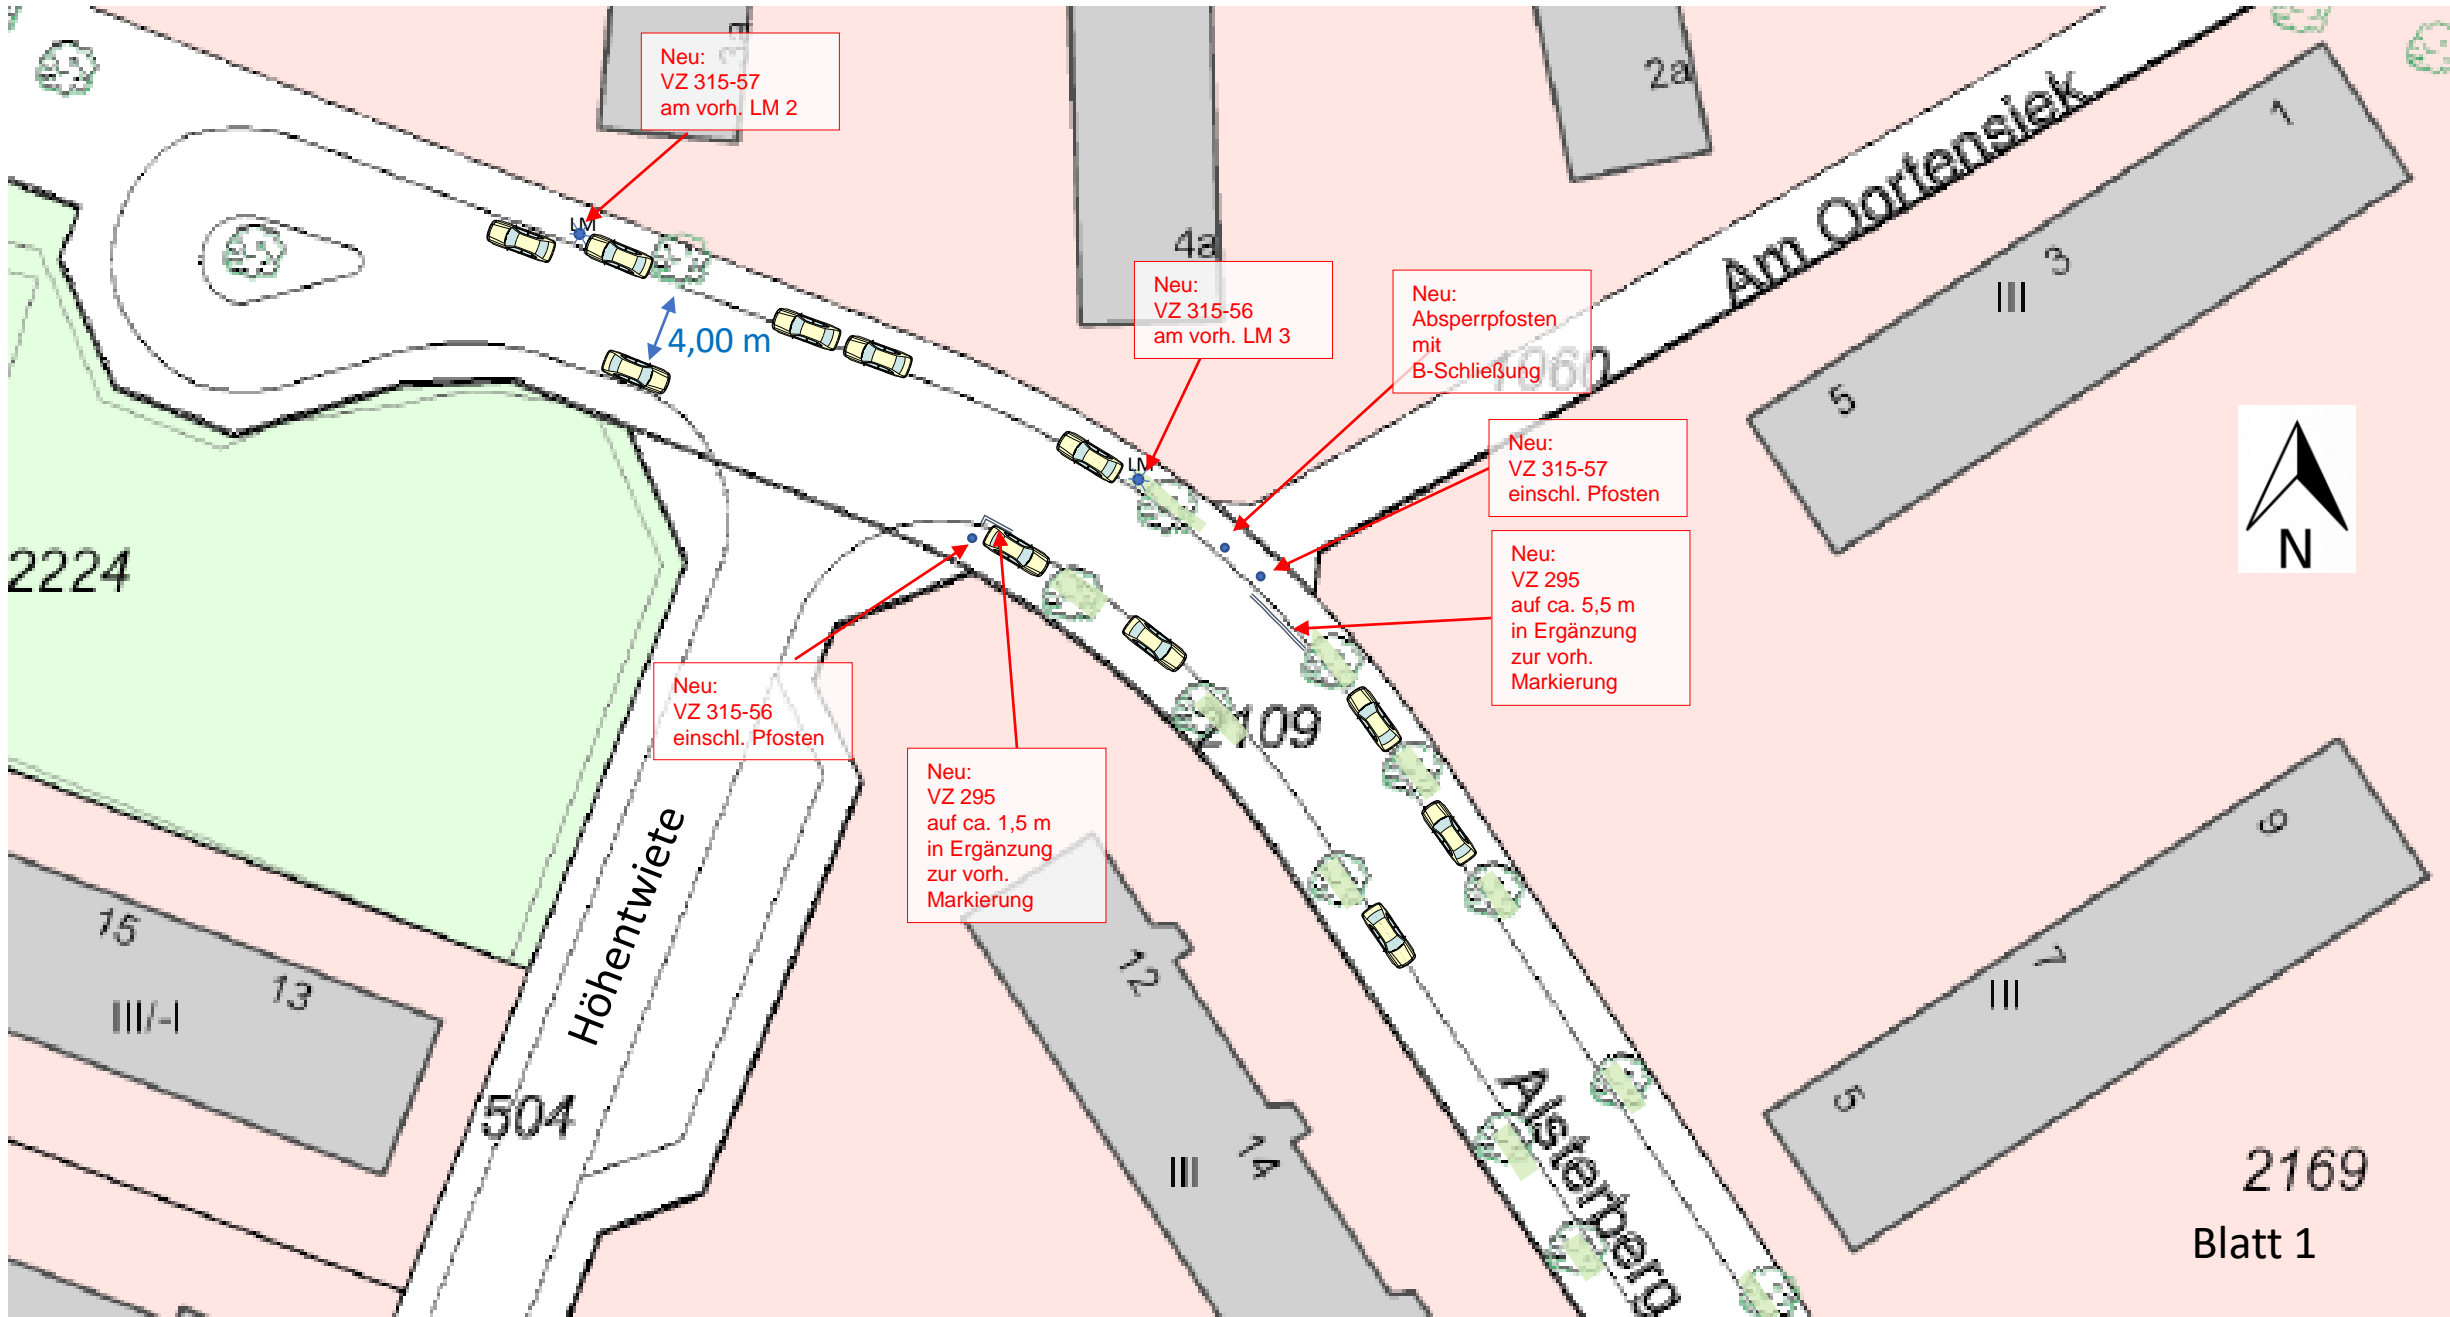 3a
Neu:
VZ 315-57
am vorh. LM 2
2a
1
Am Oortensiek
3
III
5
LM
4a
Neu:
VZ 315-56
am vorh. LM 3
Neu:
Absperrpfosten
mit
B-Schließung
1060
4,00 m
LM
Neu:
VZ 315-57
einschl. Pfosten
N
2224
Neu:
VZ 295
auf ca. 5,5 m
in Ergänzung
zur vorh.
Markierung
Neu:
VZ 315-56
einschl. Pfosten
2109
Neu:
VZ 295
auf ca. 1,5 m
in Ergänzung
zur vorh.
Markierung
Höhentwiete
9
7
III
5
15
13
III/-I
12
14
III
504
Alsterberg
2169
Blatt 1